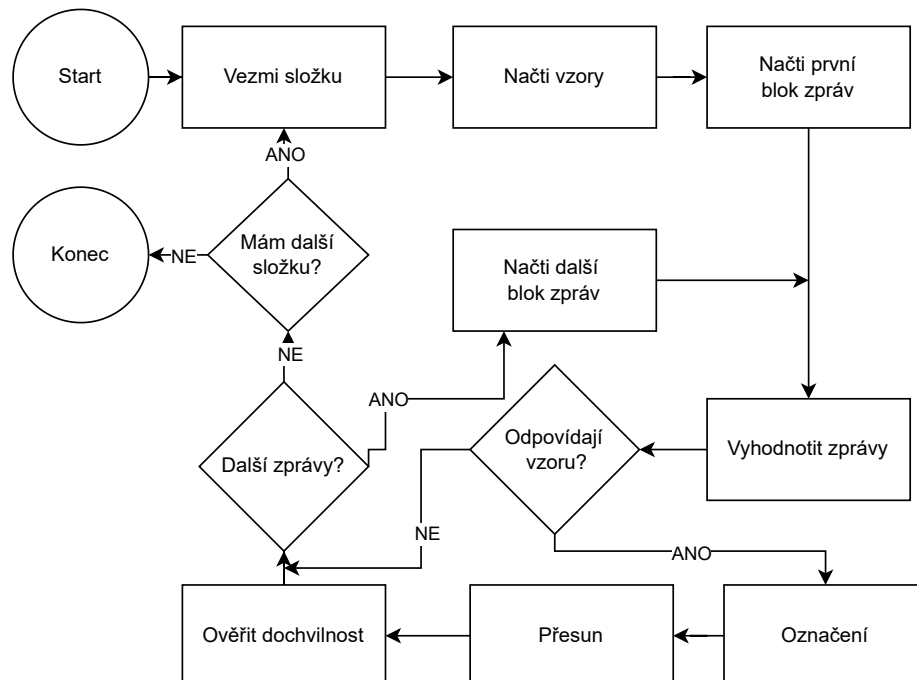 Start
Vezmi složku
Načti vzory
Načti první
blok zpráv
ANO
Konec
NE
Mám další
složku?
Načti další
blok zpráv
NE
ANO
Další zprávy?
Odpovídají
vzoru?
Vyhodnotit zprávy
NE
ANO
Ověřit dochvilnost
Přesun
Označení